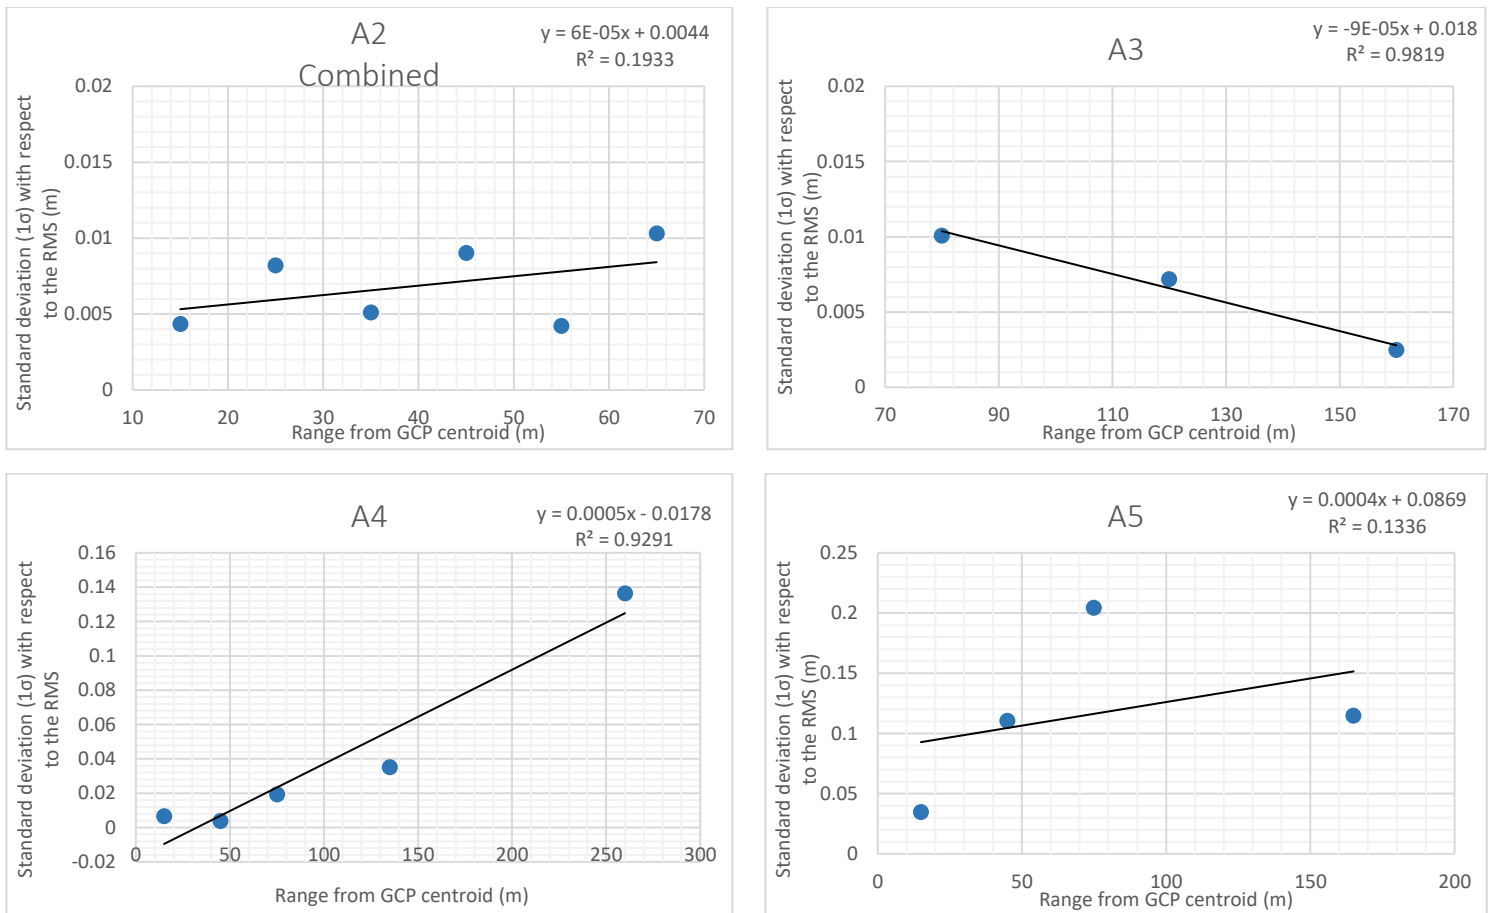 A2
Combined
y = 6E-05x + 0.0044
R² = 0.1933
Standard deviation (1σ) with respect
to the RMS (m)
0.02
0.015
0.01
0.005
0
10 20 30 40 50 60 70
Range from GCP centroid (m)
A3
y = -9E-05x + 0.018
R² = 0.9819
Standard deviation (1σ) with respect
to the RMS (m)
0.02
0.015
0.01
0.005
0
70 90 110 130 150 170
Range from GCP centroid (m)
A4
y = 0.0005x - 0.0178
R² = 0.9291
Standard deviation (1σ) with respect
to the RMS
0.16
0.14
0.12
0.1
0.08
0.06
0.04
0.02
0
-0.02
0 50 100 150 200 250 300
Range from GCP centroid (m)
A5
y = 0.0004x + 0.0869
R² = 0.1336
Standard deviation (1σ) with respect
to the RMS (m)
0.25
0.2
0.15
0.1
0.05
0
0 50 100 150 200
Range from GCP centroid (m)